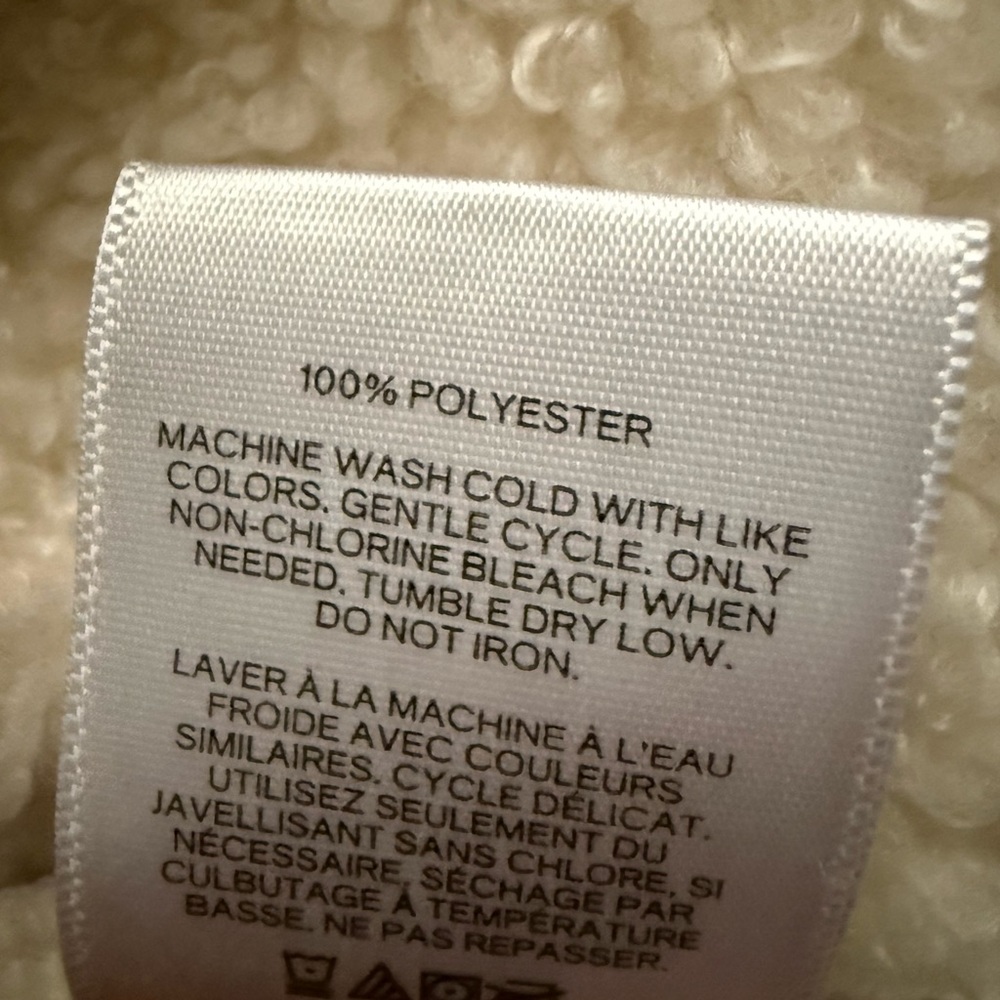 100% POLYESTER
MACHINE WASH COLD WITH LIKE
COLORS. GENTLE CYCLE. ONLY
NON-CHLORINE BLEACH WHEN
NEEDED. TUMBLE DRY LOW.
DO NOT IRON.
LAVER À LA MACHINE À L'EAU
FROIDE AVEC COULEURS
SIMILAIRES. CYCLE DÉLICAT.
UTILISEZ SEULEMENT DU
JAVELLISANT SANS CHLORE, SI
NÉCESSAIRE. SÉCHAGE PAR
CULBUTAGE À TEMPÉRATURE
BASSE. NE PAS REPASSER.